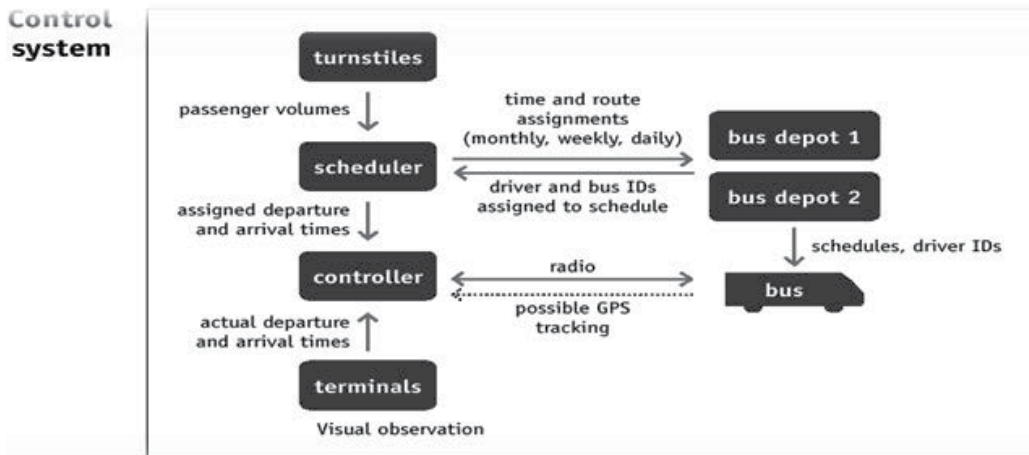 Control
system
turnstiles
passenger volumes
time and route
assignments
(monthly, weekly, daily)
bus depot 1
scheduler
driver and bus IDs
assigned to schedule
bus depot 2
assigned departure
and arrival times
schedules, driver IDs
controller
radio
bus
possible GPS
tracking
actual departure
and arrival times
terminals
Visual observation